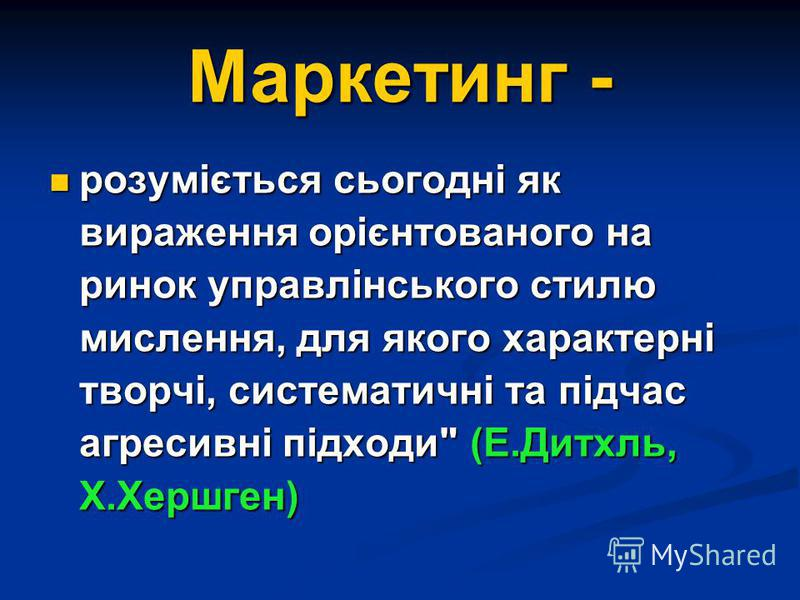 Маркетинг -
розуміється сьогодні як
вираження орієнтованого на
ринок управлінського стилю
мислення, для якого характерні
творчі, систематичні та підчас
агресивні підходи" (Е.Дитхль,
Х.Хершген)
MyShared